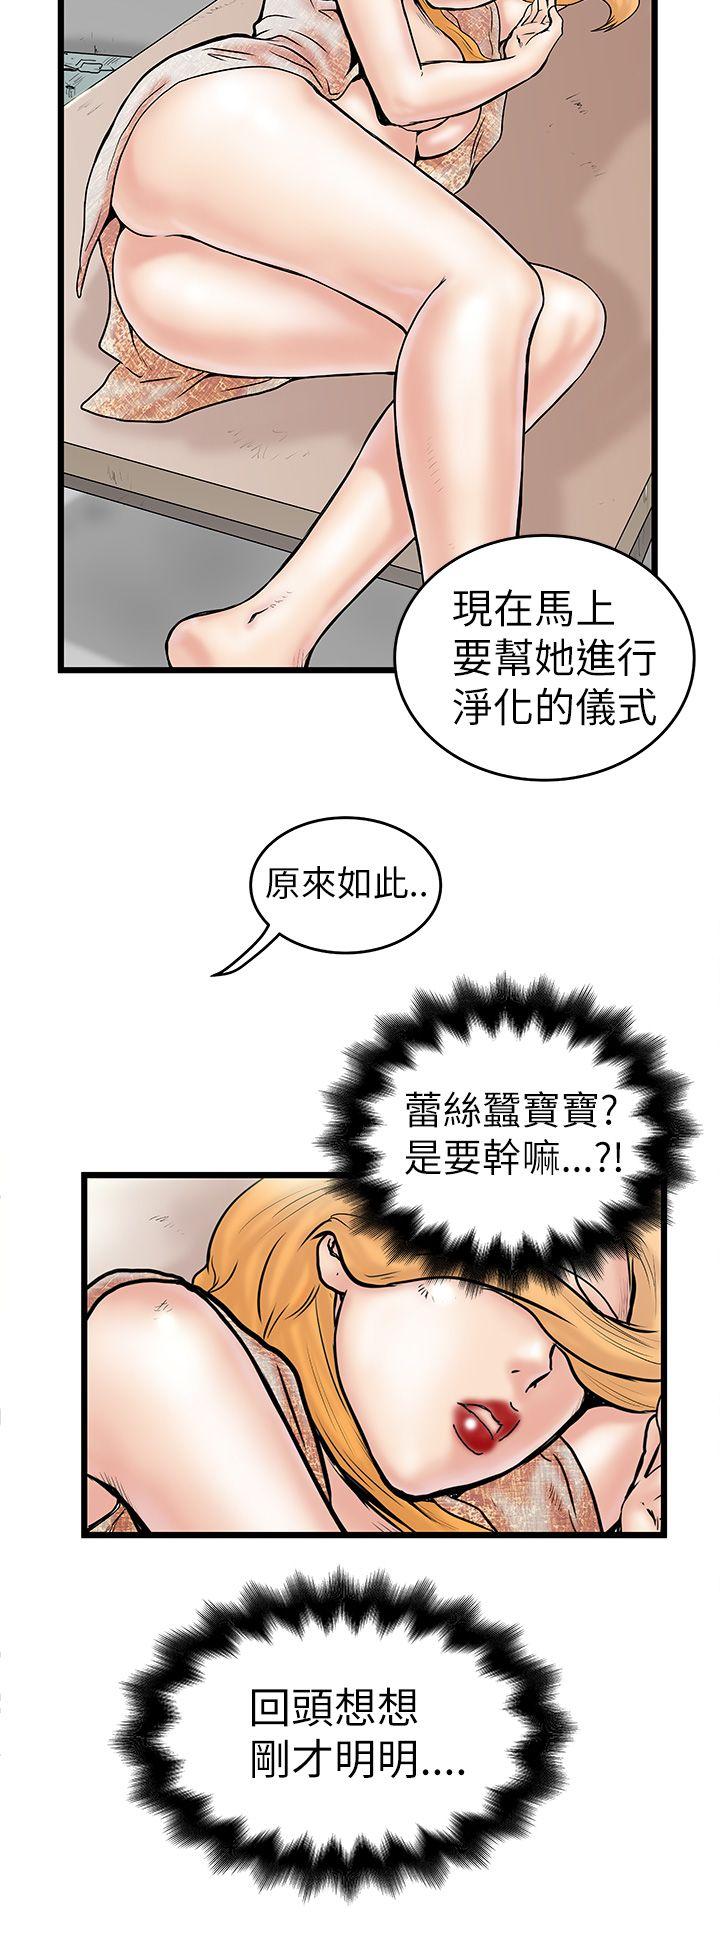 現在馬上
要幫她進行
淨化的儀式
原來如此..
蕾絲蠶寶寶?
是要幹嘛...?!
回頭想想
剛才明明....